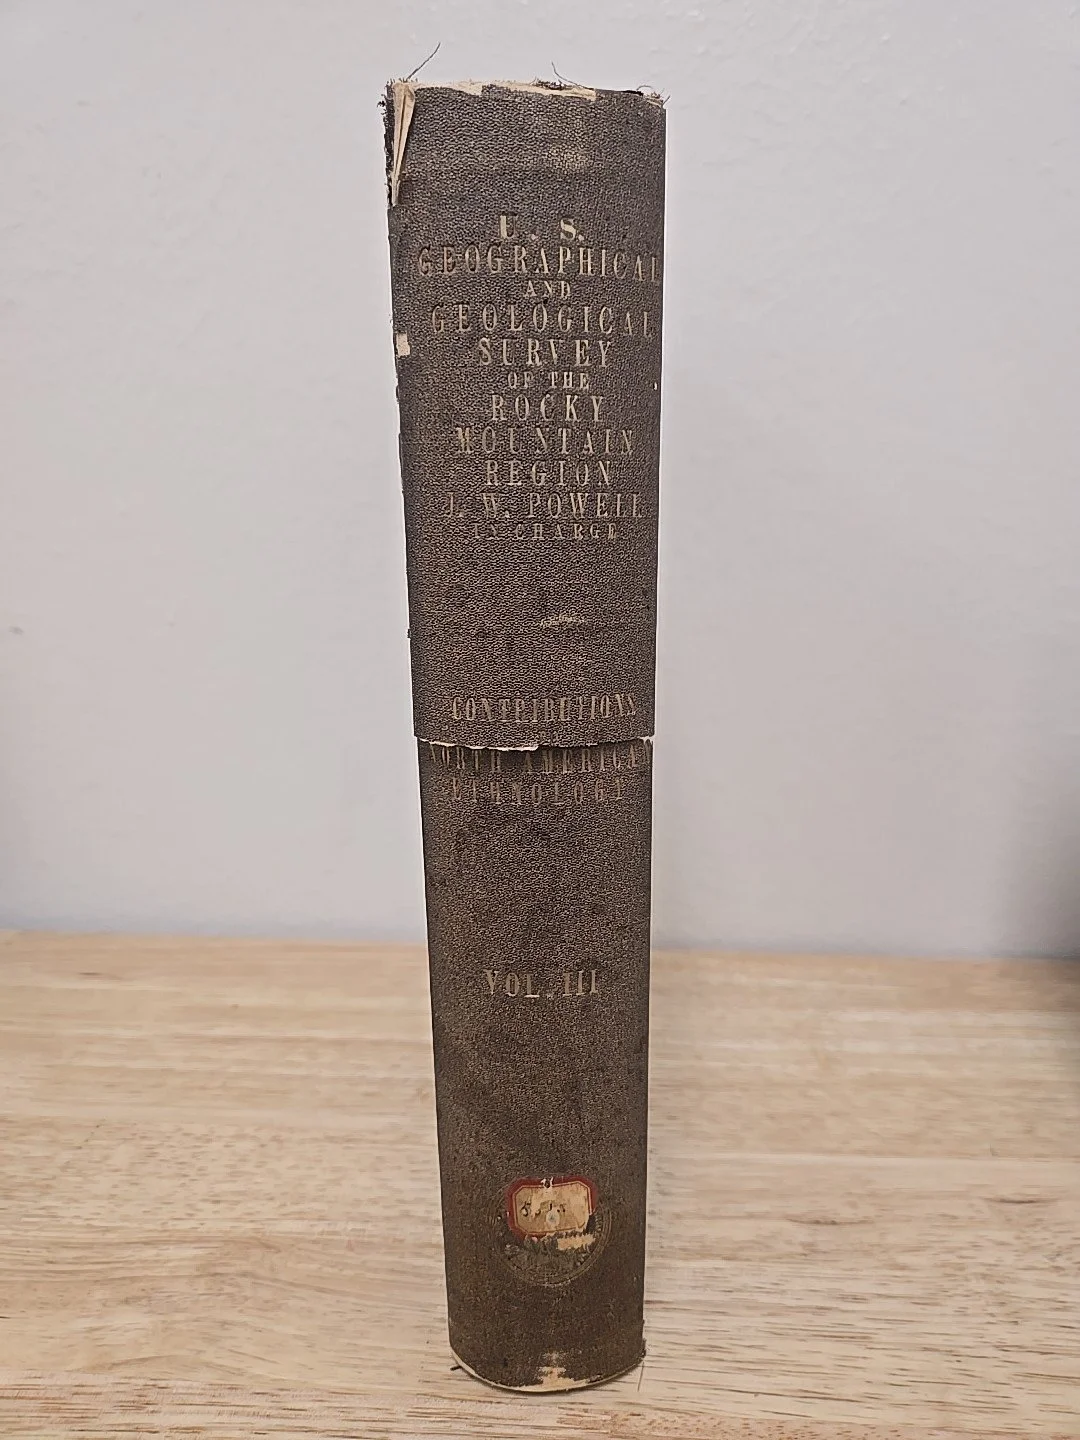 U. S.
GEOGRAPHICAL
AND
GEOLOGICAL
SURVEY
OF THE
ROCKY
MOUNTAIN
REGION
J. W. POWELL
IN CHARGE
CONTRIBUTIONS
NORTH AMERICAN
ETHNOLOGY
VOL. III